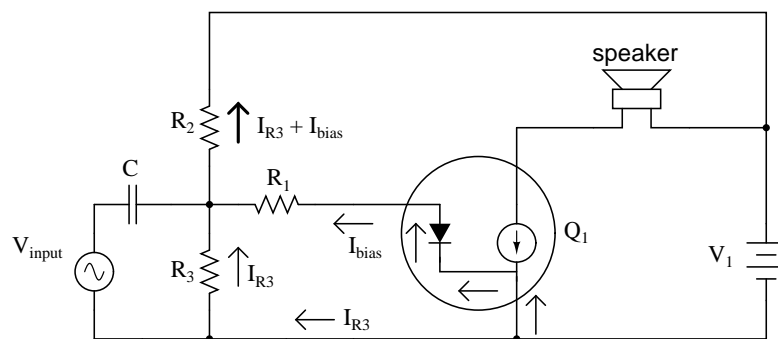 speaker
R2
IR3 + Ibias
C
R1
Vinput
Ibias
Q1
V1
R3
IR3
IR3